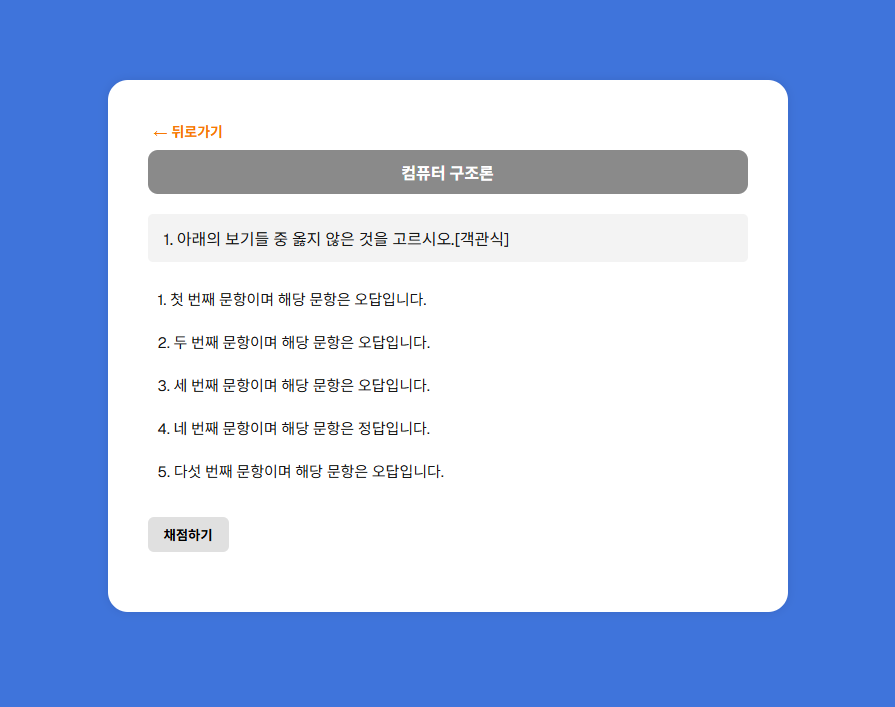 ← 뒤로가기
컴퓨터 구조론
1. 아래의 보기들 중 옳지 않은 것을 고르시오.[객관식]
1. 첫 번째 문항이며 해당 문항은 오답입니다.
2. 두 번째 문항이며 해당 문항은 오답입니다.
3. 세 번째 문항이며 해당 문항은 오답입니다.
4. 네 번째 문항이며 해당 문항은 정답입니다.
5. 다섯 번째 문항이며 해당 문항은 오답입니다.
채점하기